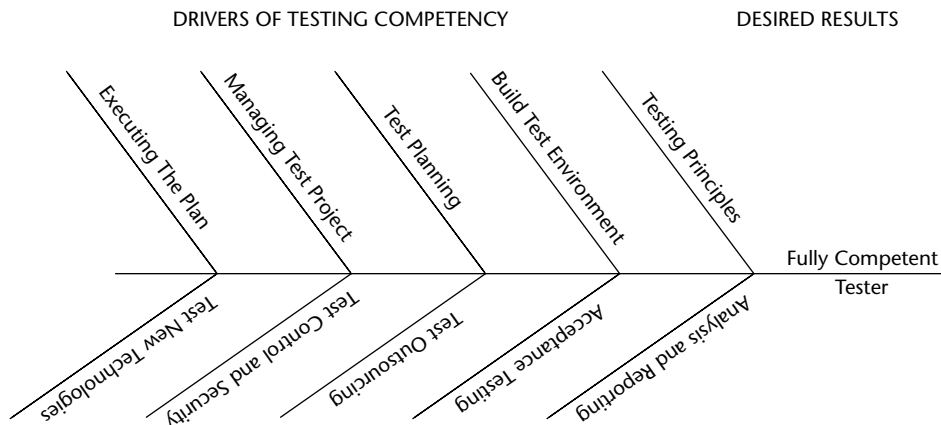 DRIVERS OF TESTING COMPETENCY
DESIRED RESULTS
Executing The Plan
Managing Test Project
Test Planning
Build Test Environment
Testing Principles
Fully Competent
Tester
Test New Technologies
Test Control and Security
Test Outsourcing
Acceptance Testing
Analysis and Reporting